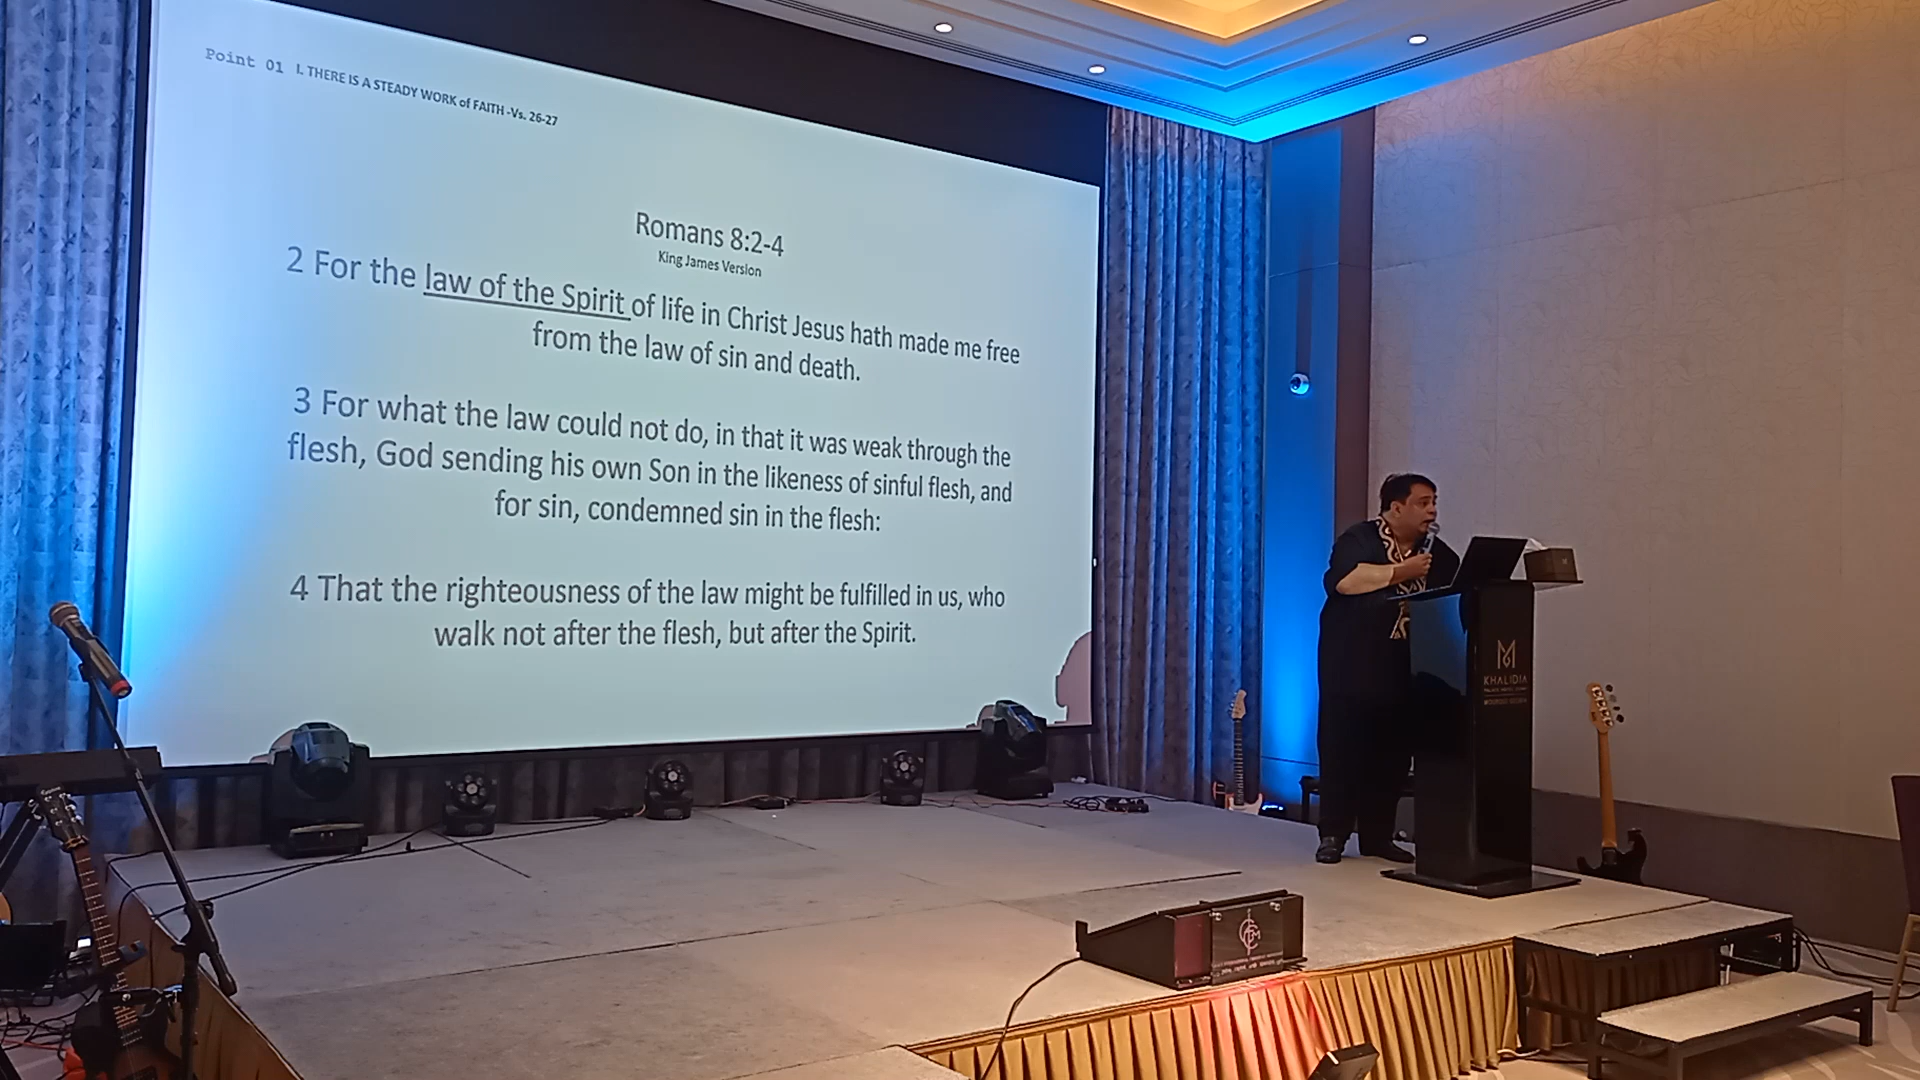 Point 01 I. THERE IS A STEADY WORK of FAITH -Vs. 26-27
Romans 8:2-4
King James Version
2 For the law of the Spirit of life in Christ Jesus hath made me free
from the law of sin and death.
3 For what the law could not do, in that it was weak through the
flesh, God sending his own Son in the likeness of sinful flesh, and
for sin, condemned sin in the flesh:
4 That the righteousness of the law might be fulfilled in us, who
walk not after the flesh, but after the Spirit.
KHALIDIA